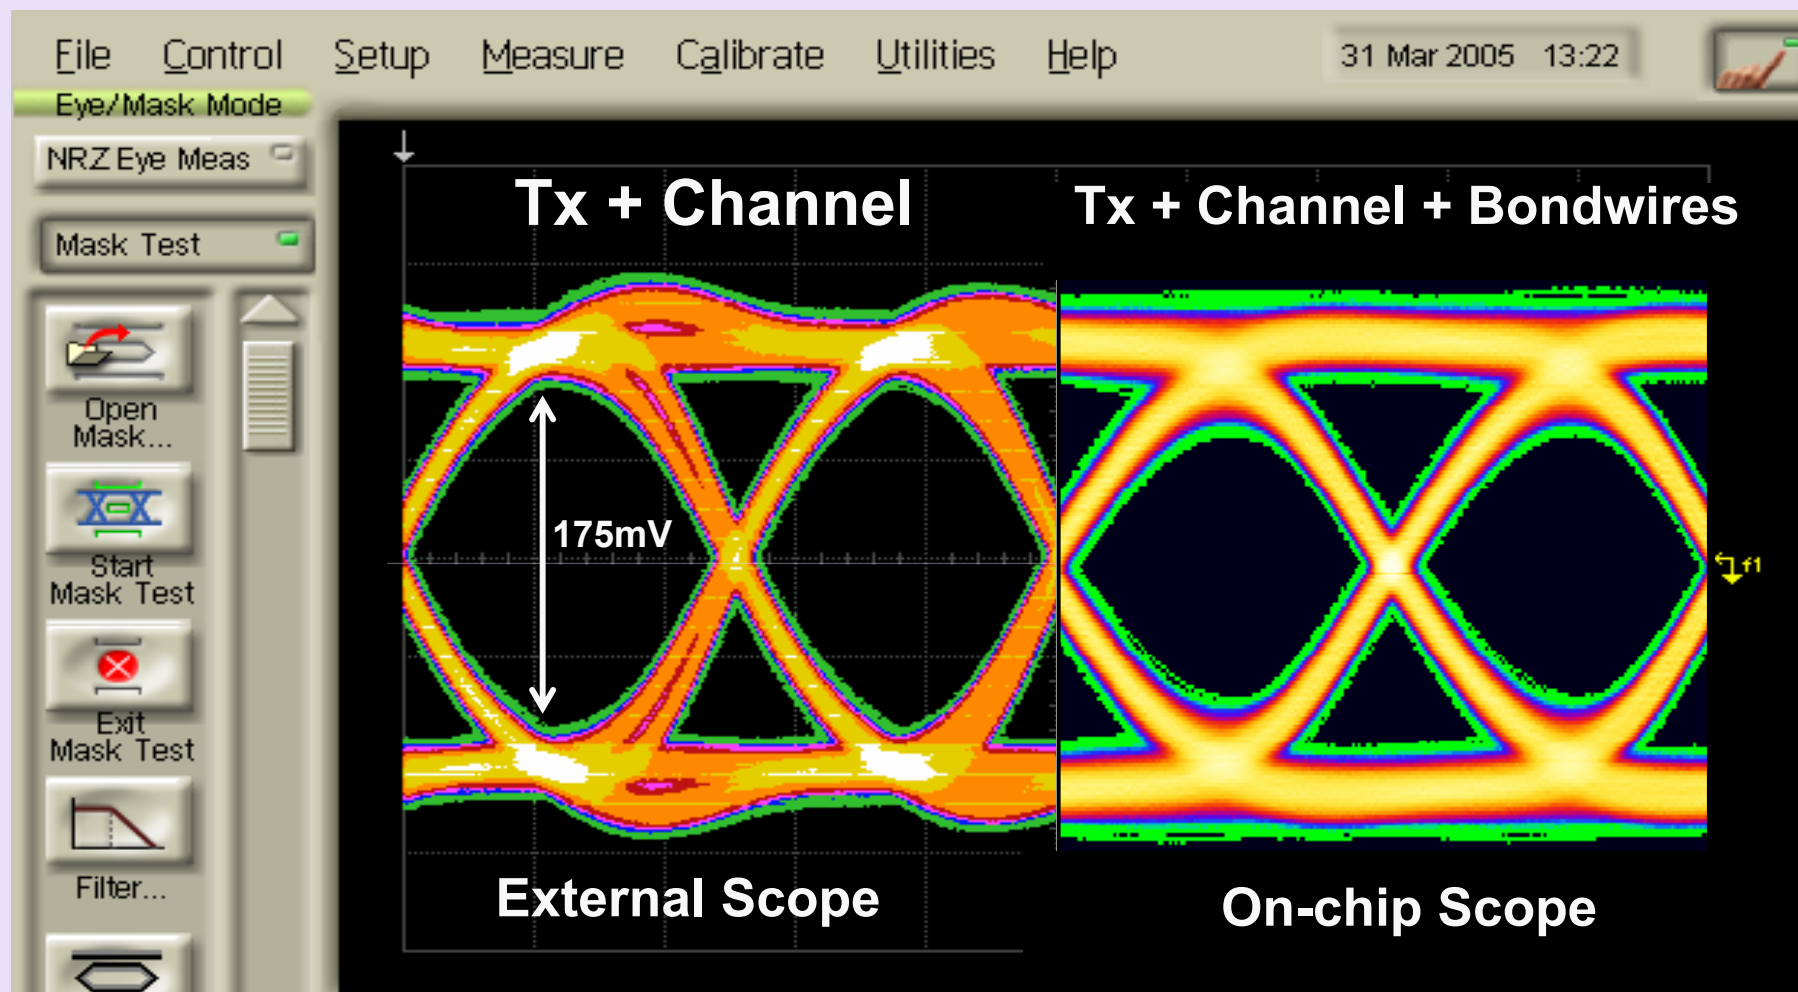 File Control Setup Measure Calibrate Utilities Help 31 Mar 2005 13:22
Eye/Mask Mode
NRZ Eye Meas
Mask Test
Open
Mask...
Start
Mask Test
Exit
Mask Test
Filter...
Tx + Channel
Tx + Channel + Bondwires
175mV
f1
External Scope
On-chip Scope